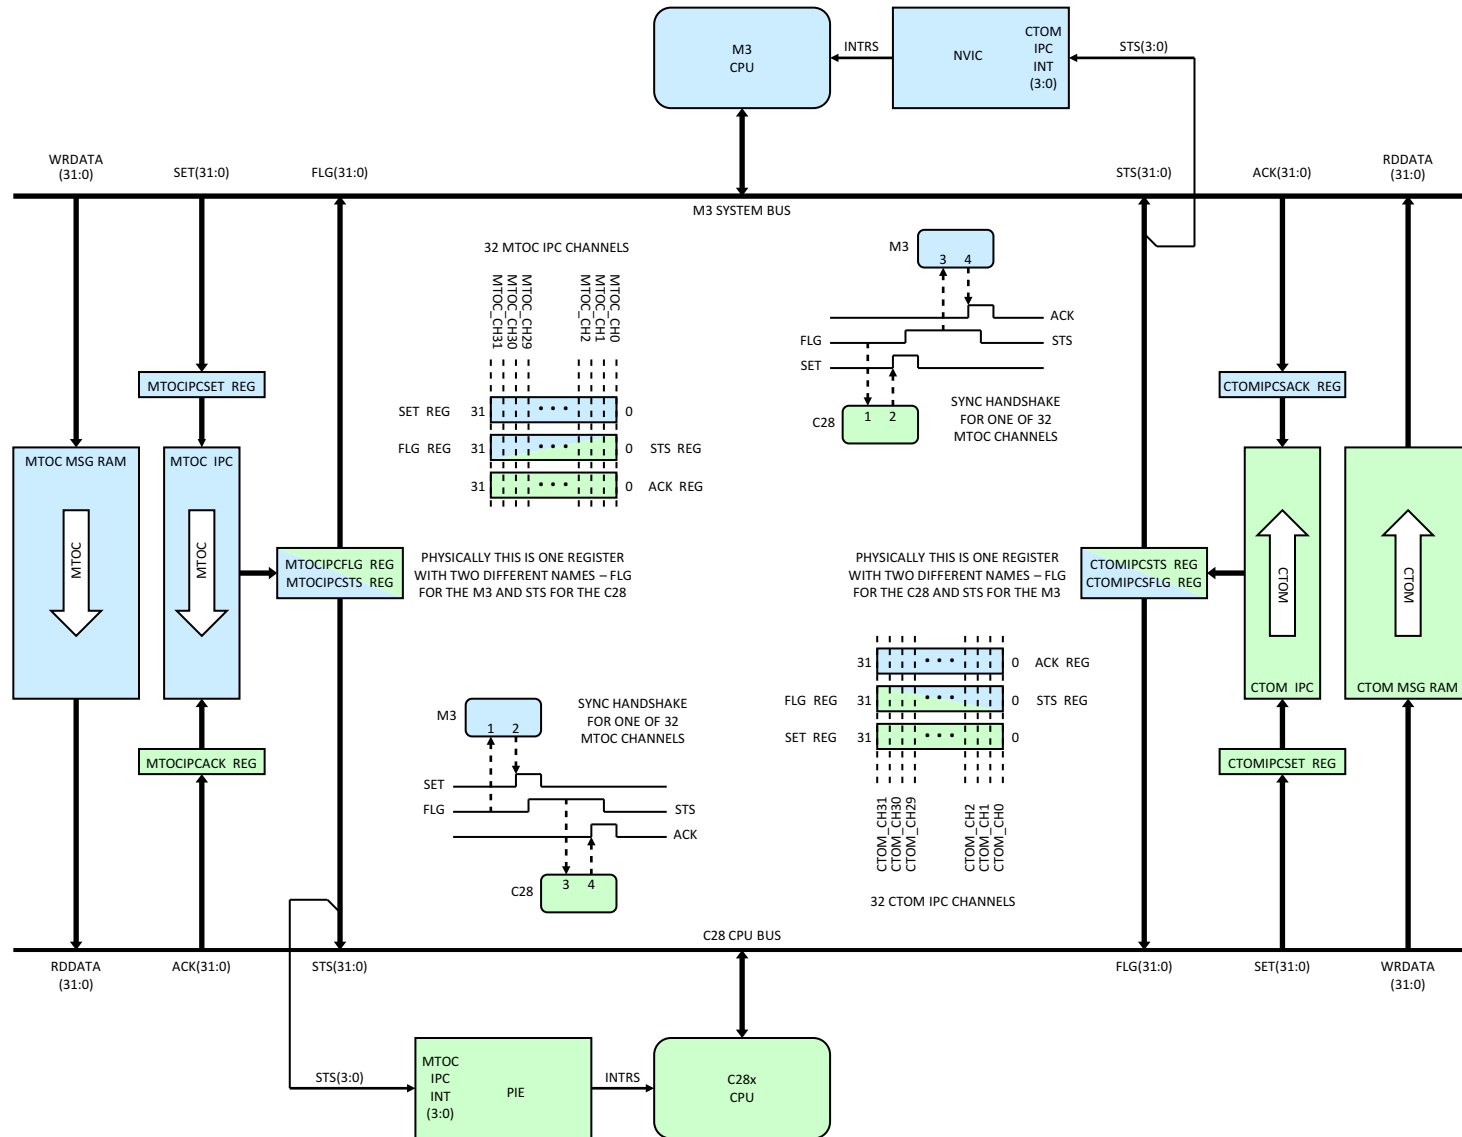 M3
CPU
INTRS
NVIC
CTOM
IPC
INT
(3:0)
STS(3:0)
WRDATA
(31:0)
SET(31:0)
FLG(31:0)
STS(31:0)
ACK(31:0)
RDDATA
(31:0)
M3 SYSTEM BUS
32 MTOC IPC CHANNELS
MTOC_CH31
MTOC_CH30
MTOC_CH29
MTOC_CH2
MTOC_CH1
MTOC_CH0
SET REG 31 0
FLG REG 31 0 STS REG
31 0 ACK REG
M3
3 4
ACK
FLG STS
SET
C28
1 2
SYNC HANDSHAKE
FOR ONE OF 32
MTOC CHANNELS
MTOCIPCSET REG
CTOMIPCSACK REG
MTOC MSG RAM
MTOC
MTOC IPC
MTOC
MTOCIPCFLG REG
MTOCIPCSTS REG
PHYSICALLY THIS IS ONE REGISTER
WITH TWO DIFFERENT NAMES – FLG
FOR THE M3 AND STS FOR THE C28
PHYSICALLY THIS IS ONE REGISTER
WITH TWO DIFFERENT NAMES – FLG
FOR THE C28 AND STS FOR THE M3
CTOMIPCSTS REG
CTOMIPCSFLG REG
CTOM
CTOM IPC
CTOM
CTOM MSG RAM
31 0 ACK REG
FLG REG 31 0 STS REG
SET REG 31 0
CTOM_CH31
CTOM_CH30
CTOM_CH29
CTOM_CH2
CTOM_CH1
CTOM_CH0
32 CTOM IPC CHANNELS
M3
1 2
SYNC HANDSHAKE
FOR ONE OF 32
MTOC CHANNELS
SET
FLG STS
ACK
C28
3 4
MTOCIPCACK REG
CTOMIPCSET REG
C28 CPU BUS
RDDATA
(31:0)
ACK(31:0)
STS(31:0)
FLG(31:0)
SET(31:0)
WRDATA
(31:0)
STS(3:0)
MTOC
IPC
INT
(3:0)
PIE
INTRS
C28x
CPU